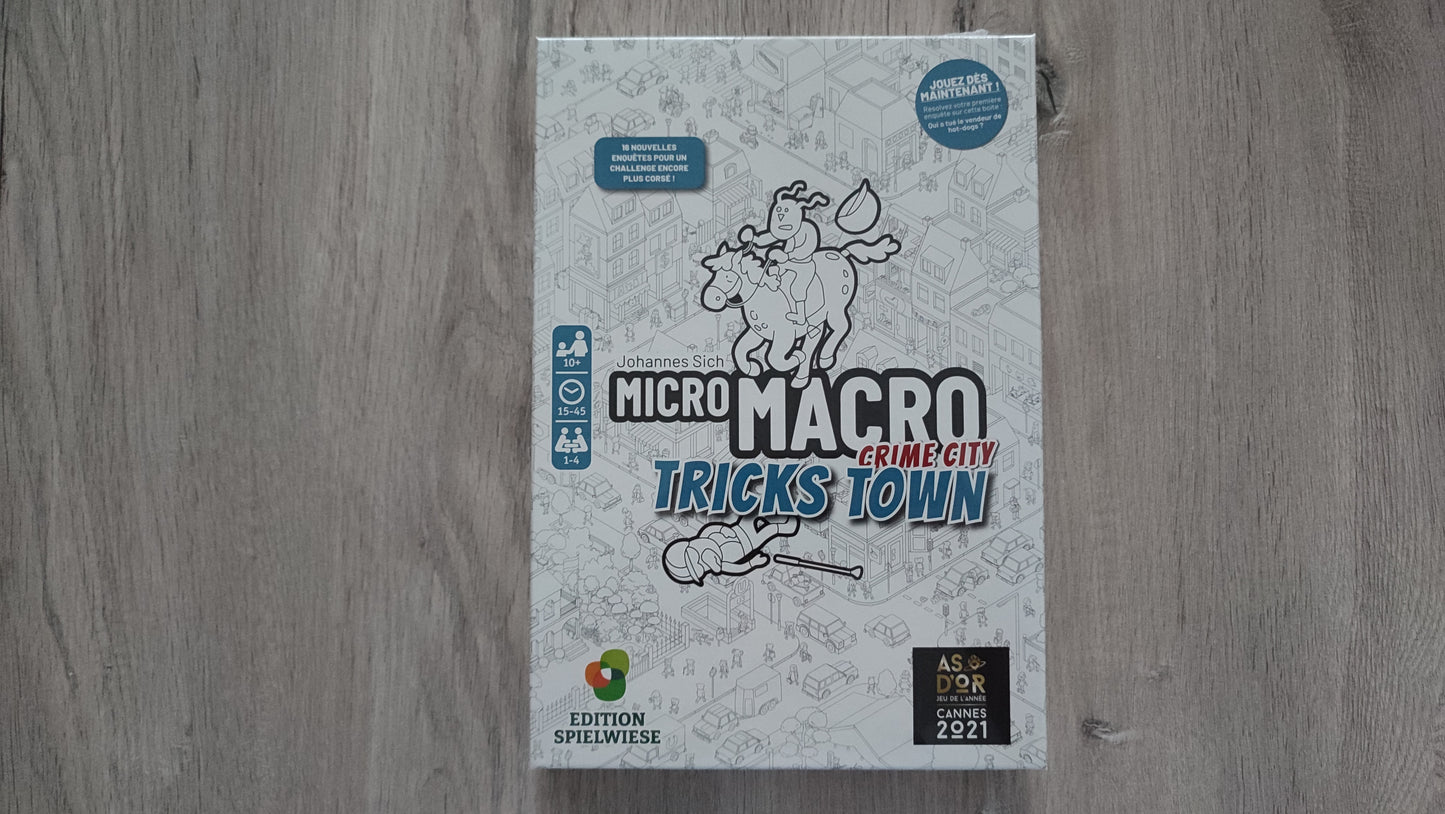 JOUEZ DÈS
MAINTENANT !
Resolvez votre première
enquête sur cette boite :
Qui a tué le vendeur de
hot-dogs ?
16 NOUVELLES
ENQUÊTES POUR UN
CHALLENGE ENCORE
PLUS CORSÉ !
10+
15-45
1-4
Johannes Sich
MICRO MACRO
CRIME CITY
TRICKS TOWN
EDITION
SPIELWIESE
AS
D'OR
JEU DE L'ANNÉE
CANNES
2021